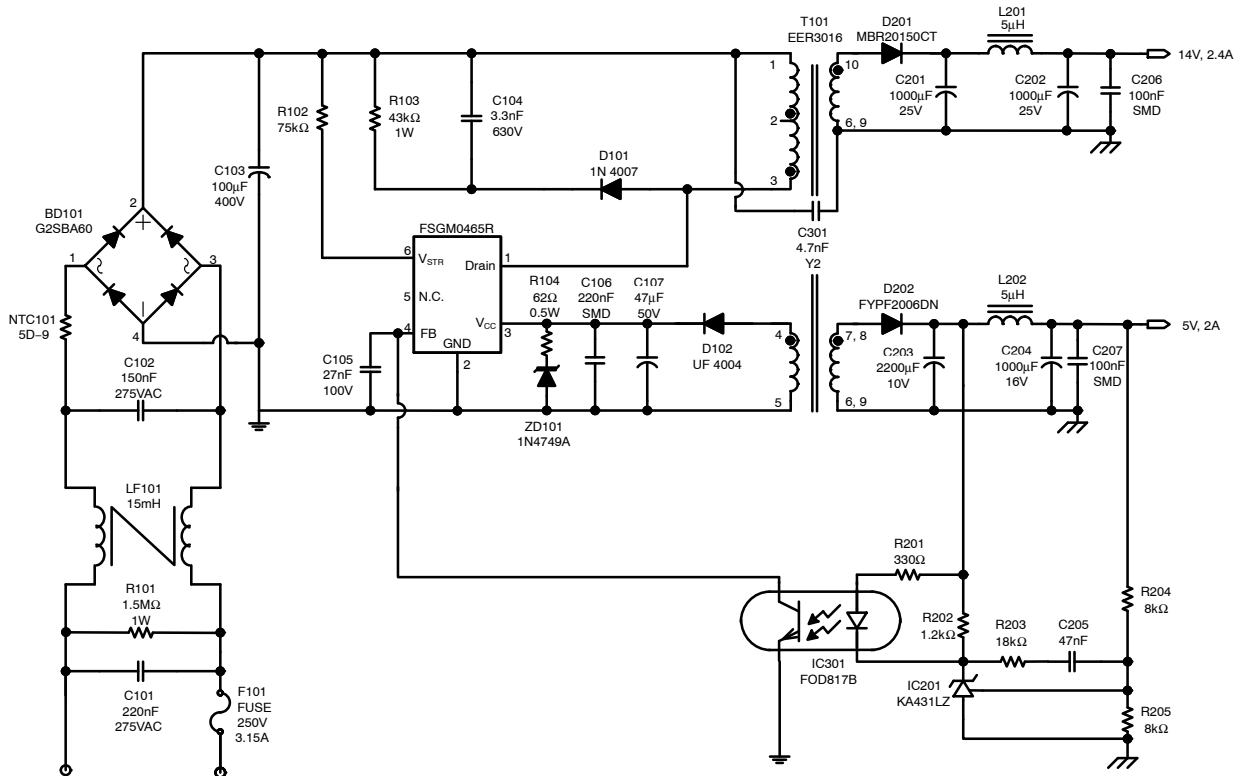 T101
EER3016
D201
MBR20150CT
L201
5μH
14V, 2.4A
1
10
C201
1000μF
25V
C202
1000μF
25V
C206
100nF
SMD
R102
75kΩ
R103
43kΩ
1W
C104
3.3nF
630V
2
6, 9
D101
1N 4007
3
C103
100μF
400V
C301
4.7nF
Y2
BD101
G2SBA60
2
1
3
4
+
−
~
~
FSGM0465R
6
VSTR
Drain
1
5
N.C.
4
FB
VCC
3
GND
2
R104
62Ω
0.5W
C106
220nF
SMD
C107
47μF
50V
D102
UF 4004
4
5
7, 8
6, 9
D202
FYPF2006DN
L202
5μH
5V, 2A
C203
2200μF
10V
C204
1000μF
16V
C207
100nF
SMD
NTC101
5D-9
C102
150nF
275VAC
C105
27nF
100V
ZD101
1N4749A
LF101
15mH
R101
1.5MΩ
1W
C101
220nF
275VAC
F101
FUSE
250V
3.15A
R201
330Ω
R202
1.2kΩ
R203
18kΩ
C205
47nF
R204
8kΩ
IC301
FOD817B
IC201
KA431LZ
R205
8kΩ